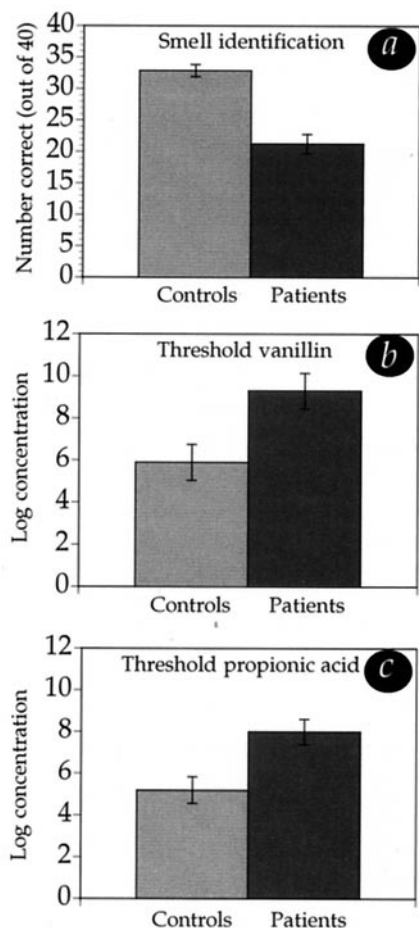 Smell identification
a
Number correct (out of 40)
40
35
30
25
20
15
10
5
0
Controls Patients
Threshold vanillin
b
Log concentration
12
10
8
6
4
2
0
Controls Patients
Threshold propionic acid
c
Log concentration
12
10
8
6
4
2
0
Controls Patients